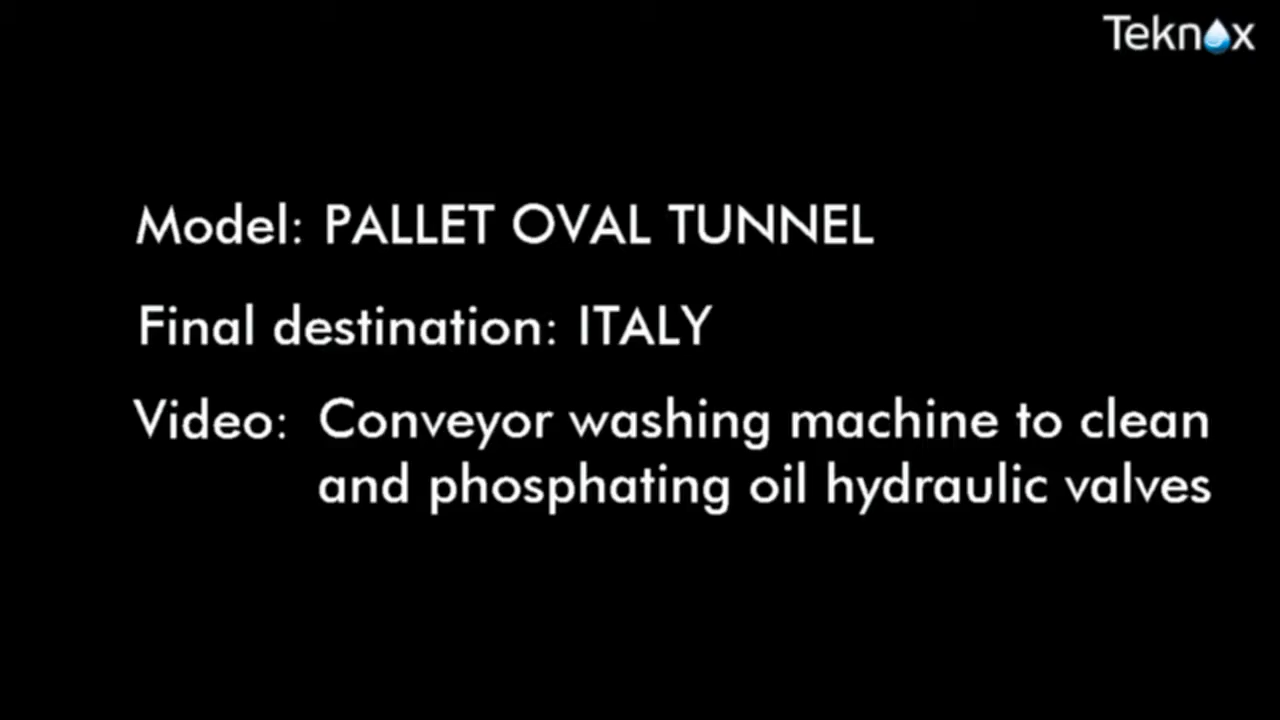 Teknox
Model: PALLET OVAL TUNNEL
Final destination: ITALY
Video: Conveyor washing machine to clean
and phosphating oil hydraulic valves